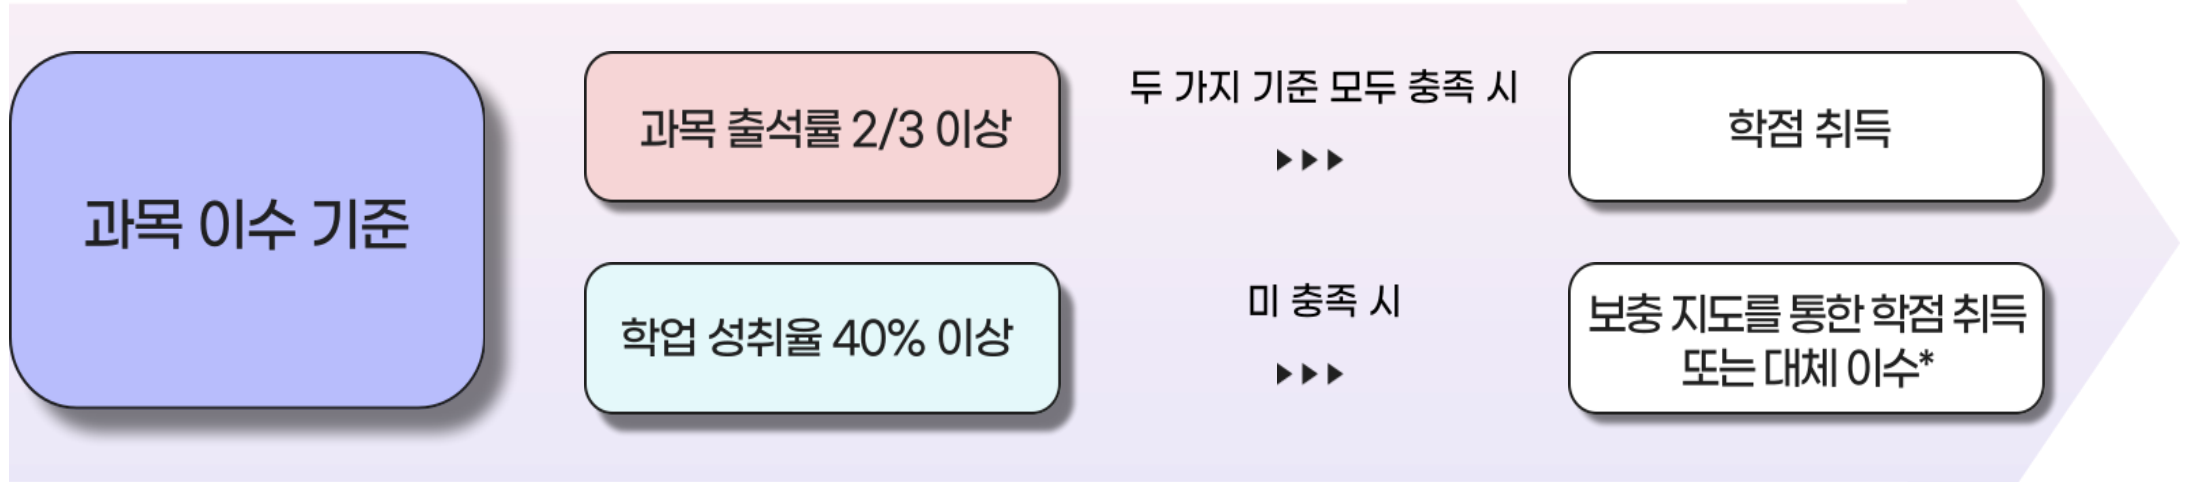 과목 이수 기준
과목 출석률 2/3 이상
두 가지 기준 모두 충족 시
▶▶▶
학점 취득
학업 성취율 40% 이상
미 충족 시
▶▶▶
보충 지도를 통한 학점 취득
또는 대체 이수*